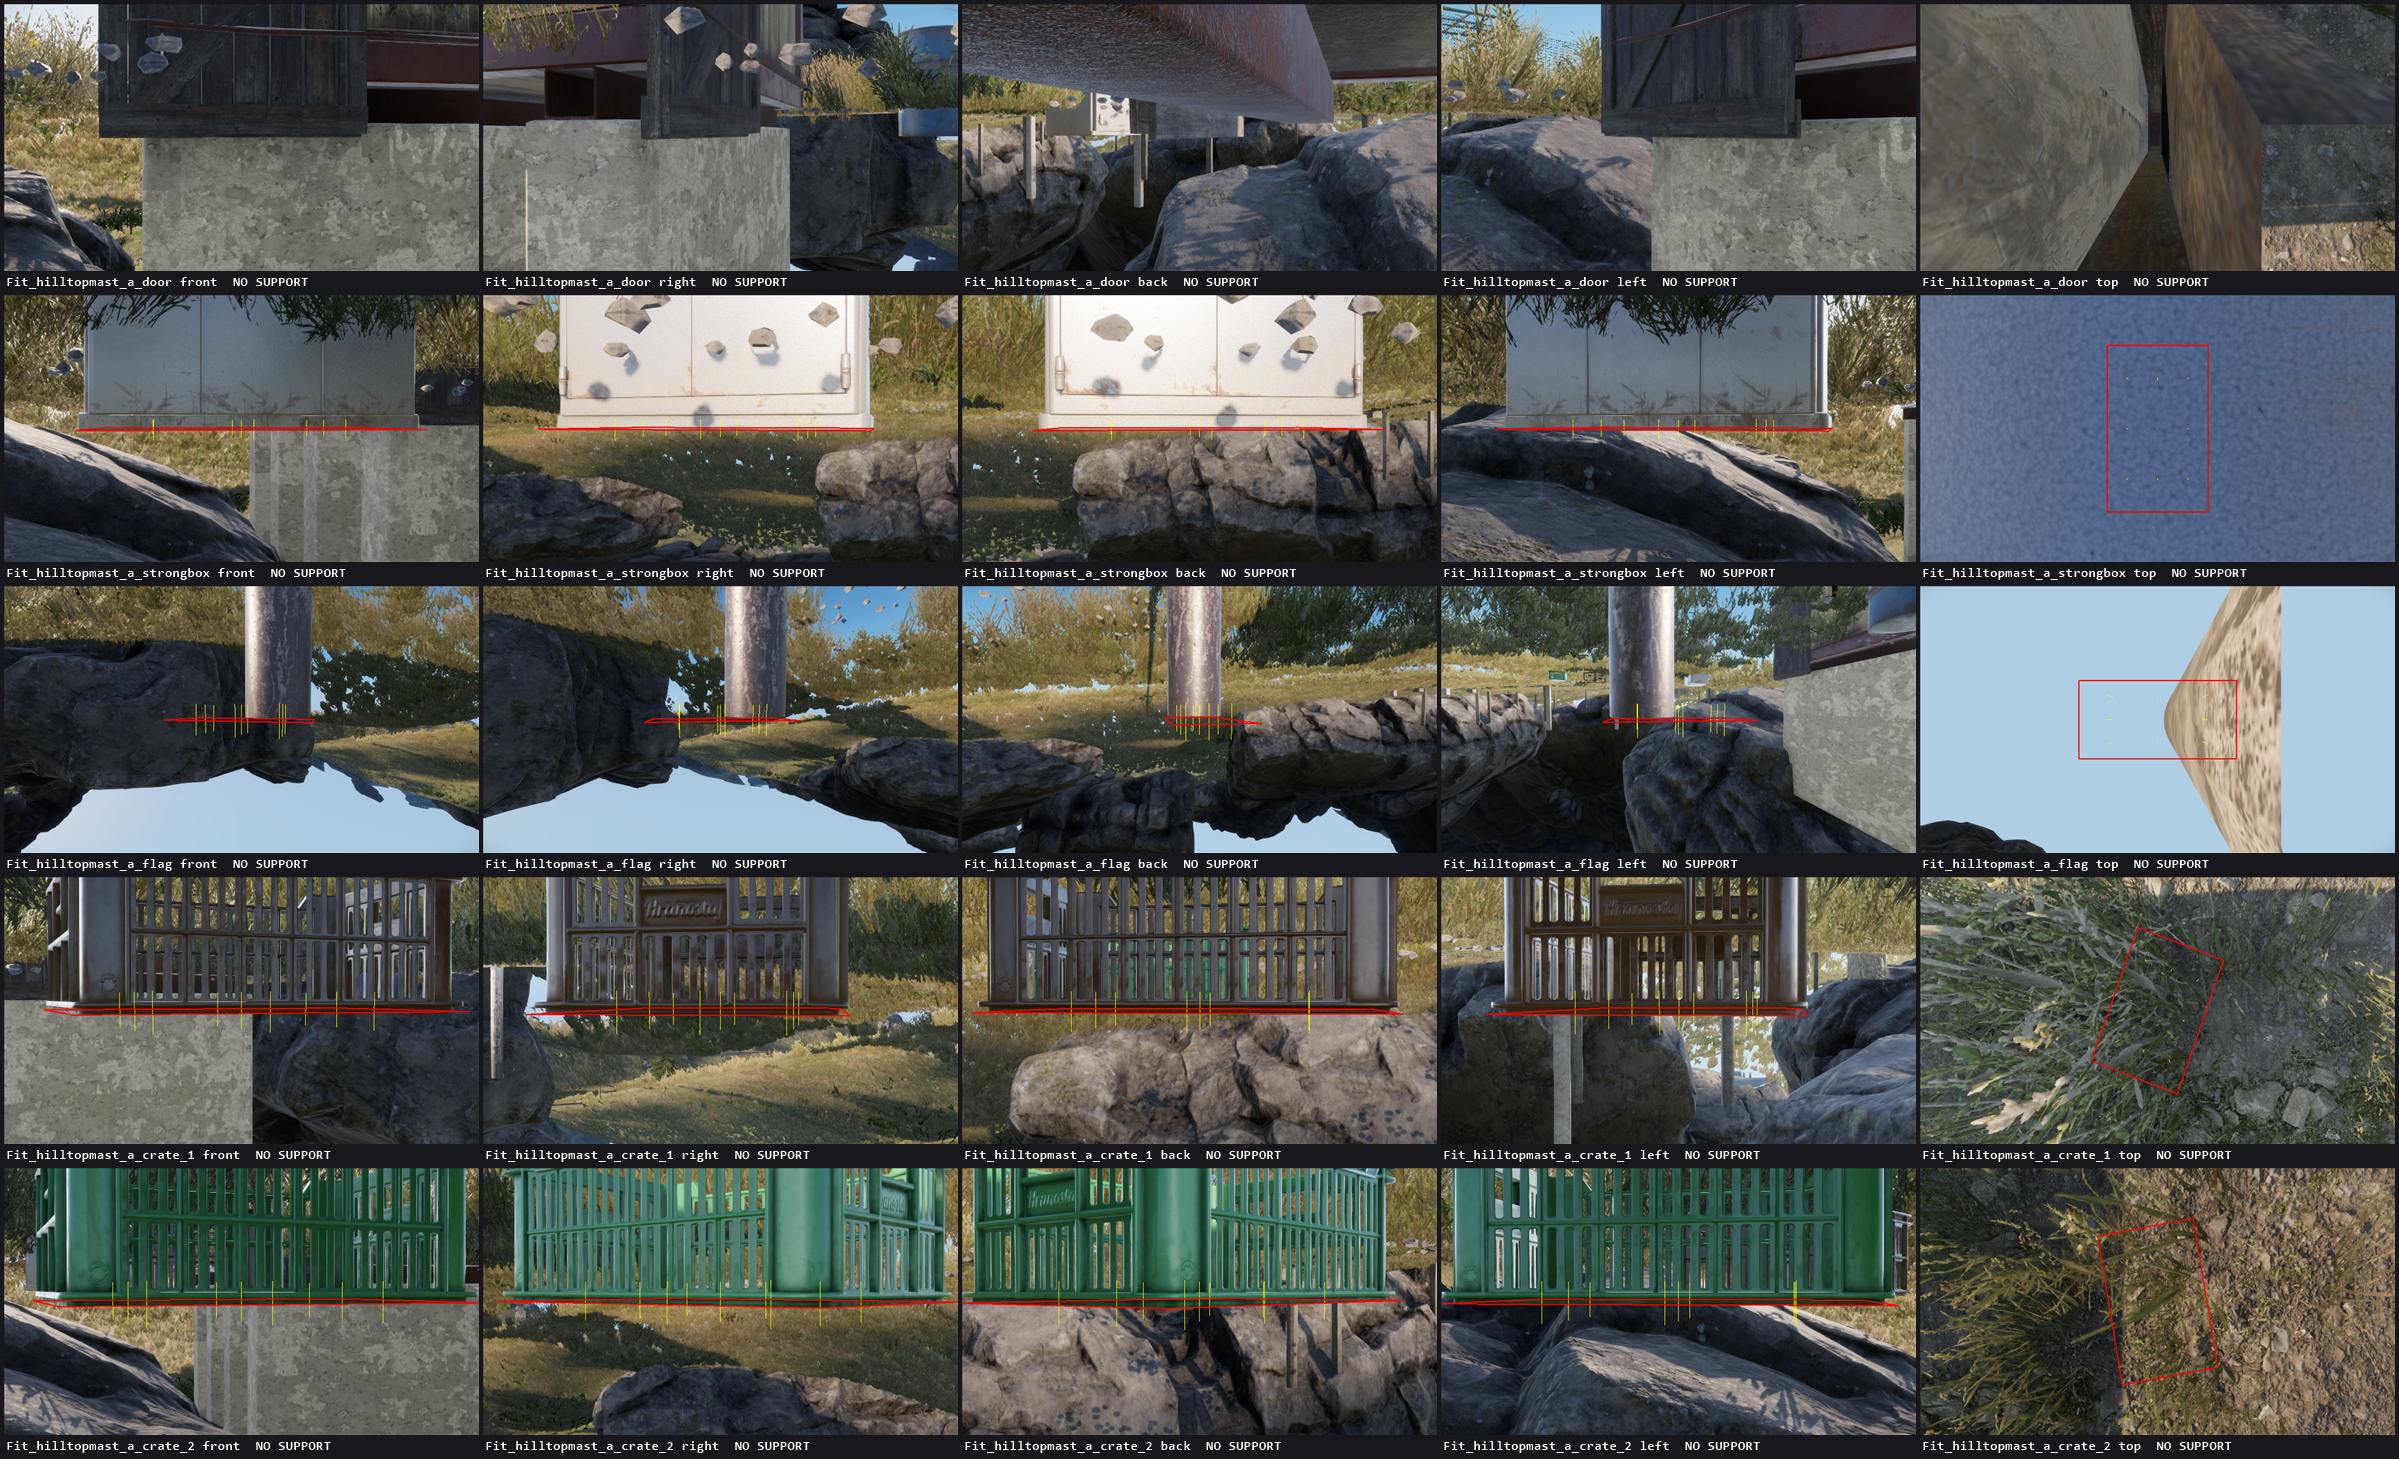 Fit_hilltopmast_a_door front  NO SUPPORT
Fit_hilltopmast_a_door right  NO SUPPORT
Fit_hilltopmast_a_door back  NO SUPPORT
Fit_hilltopmast_a_door left  NO SUPPORT
Fit_hilltopmast_a_door top  NO SUPPORT
Fit_hilltopmast_a_strongbox front  NO SUPPORT
Fit_hilltopmast_a_strongbox right  NO SUPPORT
Fit_hilltopmast_a_strongbox back  NO SUPPORT
Fit_hilltopmast_a_strongbox left  NO SUPPORT
Fit_hilltopmast_a_strongbox top  NO SUPPORT
Fit_hilltopmast_a_flag front  NO SUPPORT
Fit_hilltopmast_a_flag right  NO SUPPORT
Fit_hilltopmast_a_flag back  NO SUPPORT
Fit_hilltopmast_a_flag left  NO SUPPORT
Fit_hilltopmast_a_flag top  NO SUPPORT
Fit_hilltopmast_a_crate_1 front  NO SUPPORT
Fit_hilltopmast_a_crate_1 right  NO SUPPORT
Fit_hilltopmast_a_crate_1 back  NO SUPPORT
Fit_hilltopmast_a_crate_1 left  NO SUPPORT
Fit_hilltopmast_a_crate_1 top  NO SUPPORT
Fit_hilltopmast_a_crate_2 front  NO SUPPORT
Fit_hilltopmast_a_crate_2 right  NO SUPPORT
Fit_hilltopmast_a_crate_2 back  NO SUPPORT
Fit_hilltopmast_a_crate_2 left  NO SUPPORT
Fit_hilltopmast_a_crate_2 top  NO SUPPORT